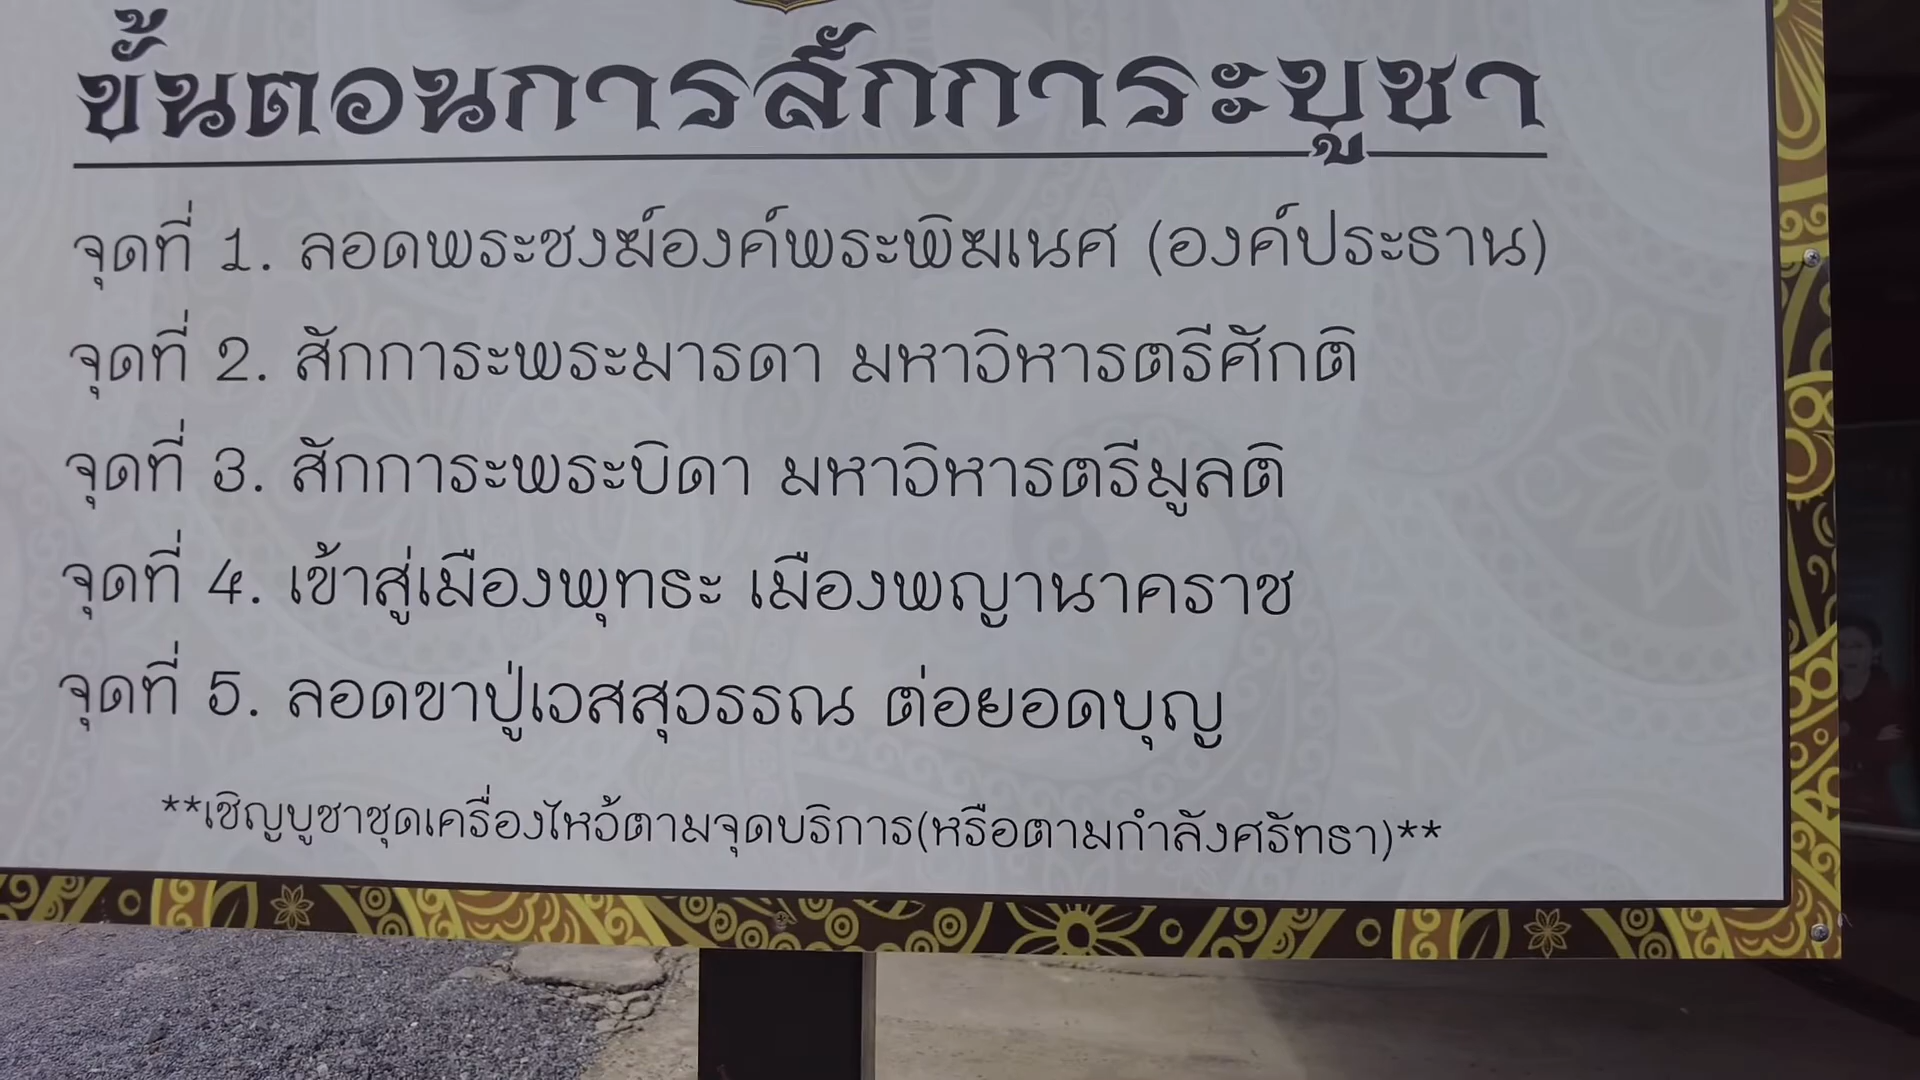 ขั้นตอนการสั้กการะบูชา
จุดที่ 1. ลอดพระชงฆ์องค์พระพิฆเนศ (องค์ประธาน)
จุดที่ 2. สักการะพระมารดา มหาวิหารตรีศักติ
จุดที่ 3. สักการะพระบิดา มหาวิหารตรีมูลติ
จุดที่ 4. เข้าสู่เมืองพุทธะ เมืองพญานาคราช
จุดที่ 5. ลอดขาปู่เวสสุวรรณ ต่อยอดบุญ
**เชิญบูชาชุดเครื่องไหว้ตามจุดบริการ(หรือตามกำลังศรัทธา)**